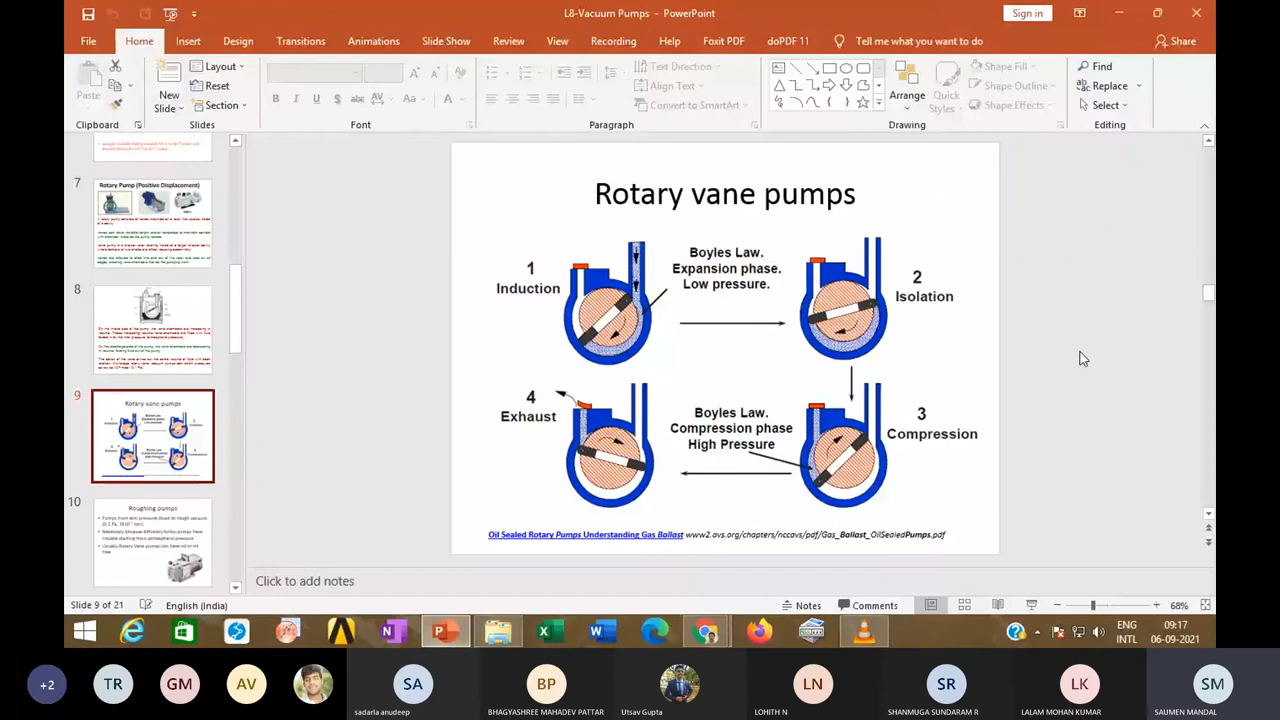 L8-Vacuum Pumps - PowerPoint
Sign in
File Home Insert Design Transitions Animations Slide Show Review View Recording Help Foxit PDF doPDF 11 Tell me what you want to do Share
Paste
New
Slide
Layout
Reset
Section
Text Direction
Align Text
Convert to SmartArt
Arrange
Quick
Styles
Shape Fill
Shape Outline
Shape Effects
Find
Replace
Select
Clipboard Slides Font Paragraph Drawing Editing
7
Rotary Pump (Positive Displacement)
8
9
Rotary vane pumps
10
Roughing pumps
Rotary vane pumps
1
Induction
Boyles Law.
Expansion phase.
Low pressure.
2
Isolation
4
Exhaust
Boyles Law.
Compression phase
High Pressure
3
Compression
Oil Sealed Rotary Pumps Understanding Gas Ballast www2.avs.org/chapters/nccavs/pdf/Gas_Ballast_OilSealedPumps.pdf
Click to add notes
Slide 9 of 21 English (India) Notes Comments 68%
ENG 09:17
INTL 06-09-2021
+2 TR GM AV SA BP LN SR LK SM
sadarla anudeep BHAGYASHREE MAHADEV PATTAR Utsav Gupta LOHITH N SHANMUGA SUNDARAM R LALAM MOHAN KUMAR SAUMEN MANDAL